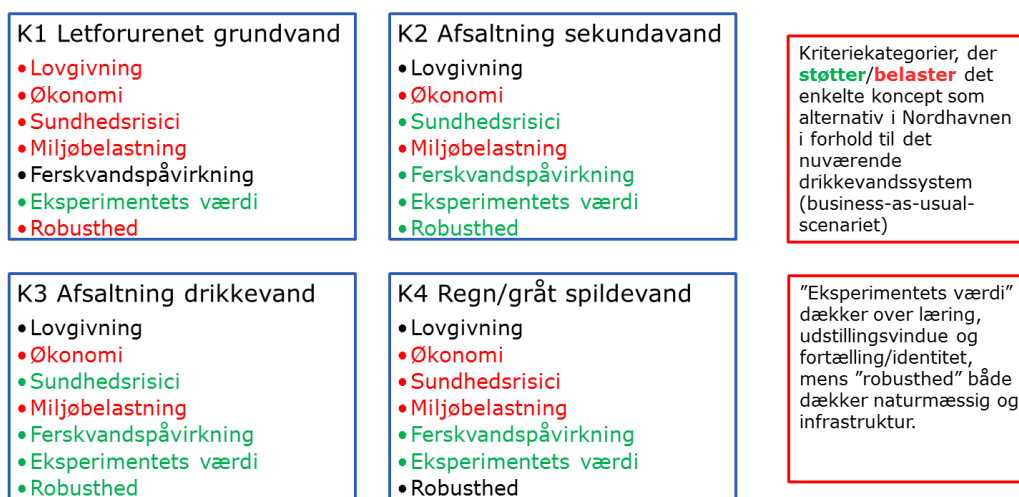 K1 Letforurenet grundvand
• Lovgivning
• Økonomi
• Sundhedsrisici
• Miljøbelastning
• Ferskvandspåvirkning
• Eksperimentets værdi
• Robusthed
K2 Afsaltning sekundavand
• Lovgivning
• Økonomi
• Sundhedsrisici
• Miljøbelastning
• Ferskvandspåvirkning
• Eksperimentets værdi
• Robusthed
Kriteriekategorier, der
støtter/belaster det
enkelte koncept som
alternativ i Nordhavnen
i forhold til det
nuværende
drikkevandssystem
(business-as-usual-
scenariet)
K3 Afsaltning drikkevand
• Lovgivning
• Økonomi
• Sundhedsrisici
• Miljøbelastning
• Ferskvandspåvirkning
• Eksperimentets værdi
• Robusthed
K4 Regn/gråt spildevand
• Lovgivning
• Økonomi
• Sundhedsrisici
• Miljøbelastning
• Ferskvandspåvirkning
• Eksperimentets værdi
• Robusthed
”Eksperimentets værdi”
dækker over læring,
udstillingsvindue og
fortælling/identitet,
mens ”robusthed” både
dækker naturmæssig og
infrastruktur.